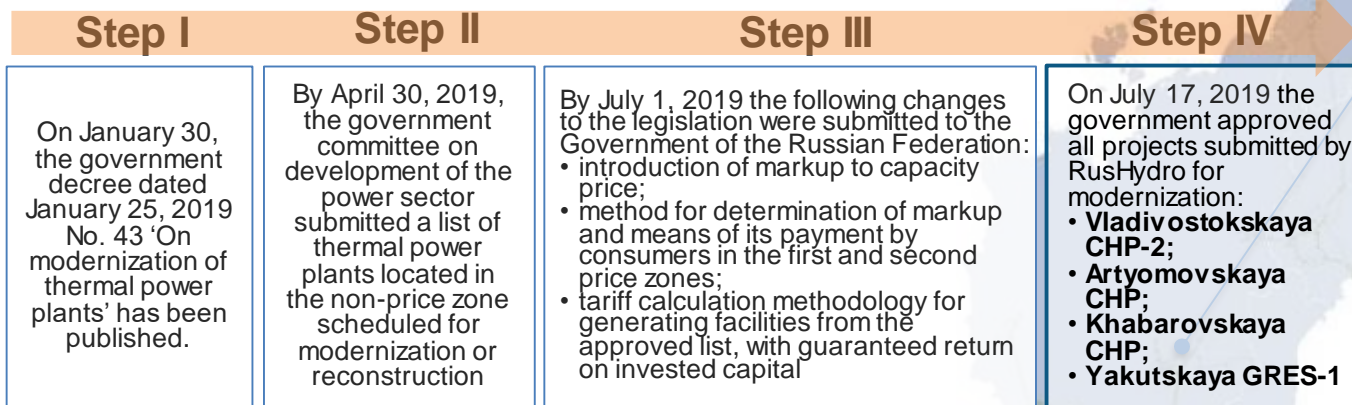 Step I
On January 30,
the government
decree dated
January 25, 2019
No. 43 ‘On
modernization of
thermal power
plants’ has been
published.
Step II
By April 30, 2019,
the government
committee on
development of the
power sector
submitted a list of
thermal power
plants located in
the non-price zone
scheduled for
modernization or
reconstruction
Step III
By July 1, 2019 the following changes
to the legislation were submitted to the
Government of the Russian Federation:
• introduction of markup to capacity
price;
• method for determination of markup
and means of its payment by
consumers in the first and second
price zones;
• tariff calculation methodology for
generating facilities from the
approved list, with guaranteed return
on invested capital
Step IV
On July 17, 2019 the
government approved
all projects submitted by
RusHydro for
modernization:
• Vladivostokskaya
CHP-2;
• Artyomovskaya
CHP;
• Khabarovskaya
CHP;
• Yakutskaya GRES-1